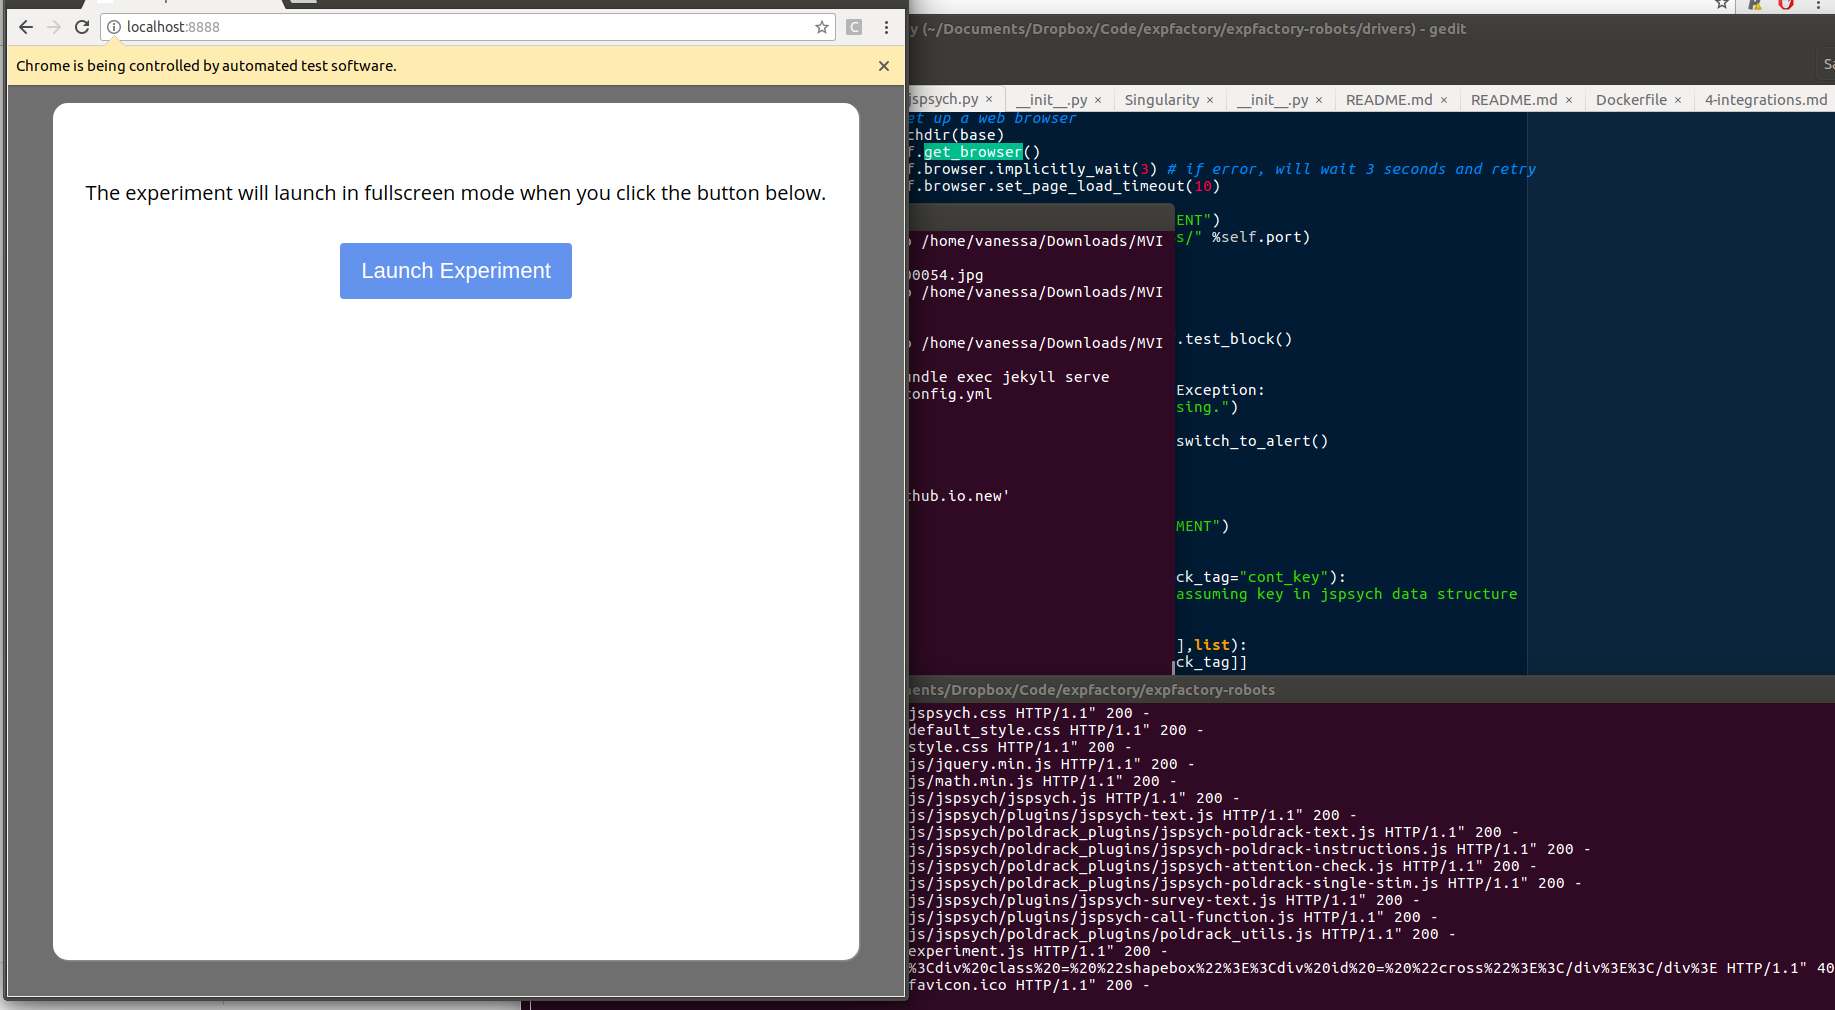 localhost:8888
Chrome is being controlled by automated test software.
The experiment will launch in fullscreen mode when you click the button below.
Launch Experiment
y (~/Documents/Dropbox/Code/expfactory/expfactory-robots/drivers) - gedit
jspsych.py × __init__.py × Singularity × __init__.py × README.md × README.md × Dockerfile × 4-integrations.md
et up a web browser
chdir(base)
f.get_browser()
f.browser.implicitly_wait(3) # if error, will wait 3 seconds and retry
f.browser.set_page_load_timeout(10)
ENT")
s/" %self.port)
.test_block()
Exception:
sing.")
switch_to_alert()
MENT")
ck_tag="cont_key"):
assuming key in jspsych data structure
],list):
ck_tag]]
/home/vanessa/Downloads/MVI
00054.jpg
/home/vanessa/Downloads/MVI
/home/vanessa/Downloads/MVI
undle exec jekyll serve
config.yml
thub.io.new'
ments/Dropbox/Code/expfactory/expfactory-robots
jspsych.css HTTP/1.1" 200 -
default_style.css HTTP/1.1" 200 -
style.css HTTP/1.1" 200 -
js/jquery.min.js HTTP/1.1" 200 -
js/math.min.js HTTP/1.1" 200 -
js/jspsych/jspsych.js HTTP/1.1" 200 -
js/jspsych/plugins/jspsych-text.js HTTP/1.1" 200 -
js/jspsych/poldrack_plugins/jspsych-poldrack-text.js HTTP/1.1" 200 -
js/jspsych/poldrack_plugins/jspsych-poldrack-instructions.js HTTP/1.1" 200 -
js/jspsych/poldrack_plugins/jspsych-attention-check.js HTTP/1.1" 200 -
js/jspsych/poldrack_plugins/jspsych-poldrack-single-stim.js HTTP/1.1" 200 -
js/jspsych/plugins/jspsych-survey-text.js HTTP/1.1" 200 -
js/jspsych/plugins/jspsych-call-function.js HTTP/1.1" 200 -
js/jspsych/poldrack_plugins/poldrack_utils.js HTTP/1.1" 200 -
experiment.js HTTP/1.1" 200 -
%3Cdiv%20class%20=%20%22shapebox%22%3E%3Cdiv%20id%20=%20%22cross%22%3E%3C/div%3E%3C/div%3E HTTP/1.1" 40
favicon.ico HTTP/1.1" 200 -